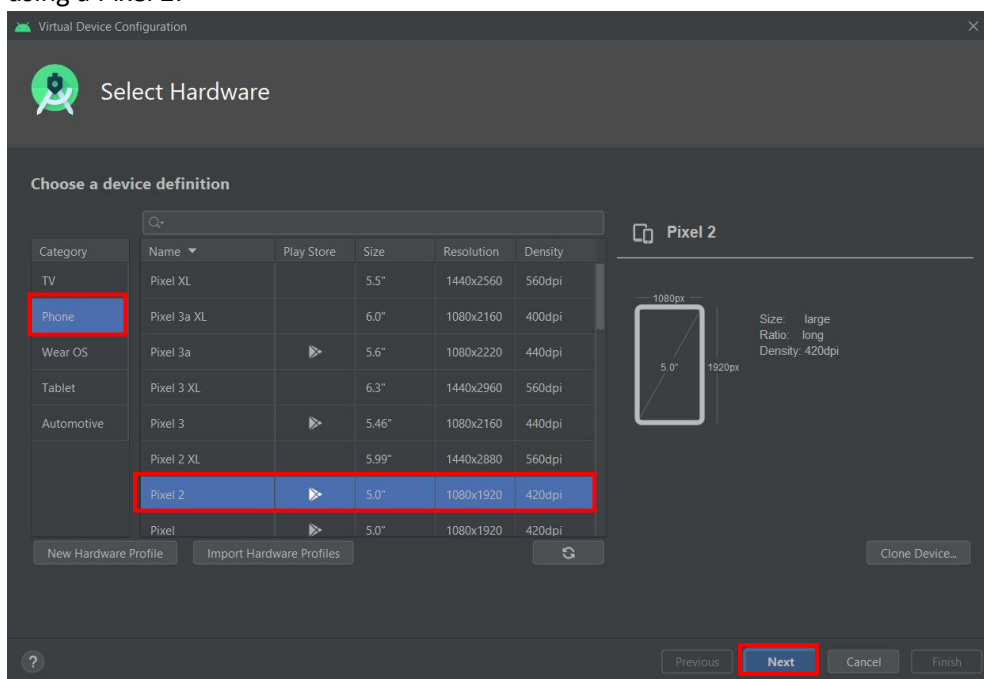 using a Pixel 2.
Virtual Device Configuration
Select Hardware
Choose a device definition
Category Name Play Store Size Resolution Density
TV Pixel XL 5.5" 1440x2560 560dpi
Phone Pixel 3a XL 6.0" 1080x2160 400dpi
Wear OS Pixel 3a 5.6" 1080x2220 440dpi
Tablet Pixel 3 XL 6.3" 1440x2960 560dpi
Automotive Pixel 3 5.46" 1080x2160 440dpi
Pixel 2 XL 5.99" 1440x2880 560dpi
Pixel 2 5.0" 1080x1920 420dpi
Pixel 5.0" 1080x1920 420dpi
New Hardware Profile Import Hardware Profiles
Pixel 2
1080px
5.0"
1920px
Size: large
Ratio: long
Density: 420dpi
Clone Device...
? Previous Next Cancel Finish